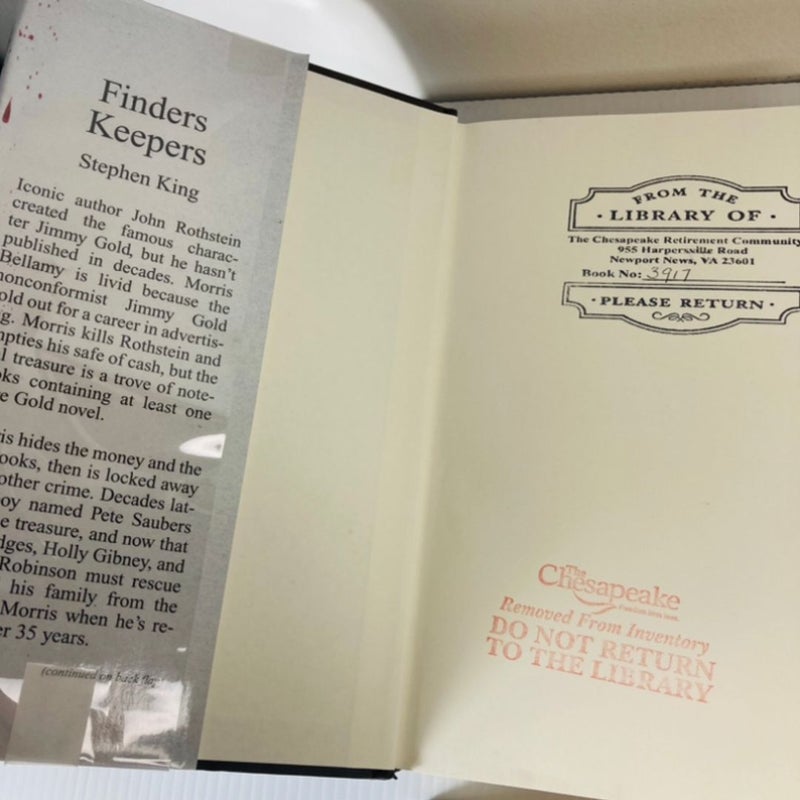 Finders
Keepers
Stephen King
Iconic author John Rothstein
created the famous charac-
ter Jimmy Gold, but he hasn't
published in decades. Morris
Bellamy is livid because the
nonconformist Jimmy Gold
old out for a career in advertis-
g. Morris kills Rothstein and
mpties his safe of cash, but the
l treasure is a trove of note-
oks containing at least one
e Gold novel.
is hides the money and the
ooks, then is locked away
other crime. Decades lat-
oy named Pete Saubers
e treasure, and now that
dges, Holly Gibney, and
Robinson must rescue
his family from the
Morris when he's re-
er 35 years.
(continued on back flap
FROM THE
· LIBRARY OF ·
The Chesapeake Retirement Community
955 Harpersville Road
Newport News, VA 23601
Book No: 3917
· PLEASE RETURN ·
The
Chesapeake
Removed From Inventory
DO NOT RETURN
TO THE LIBRARY